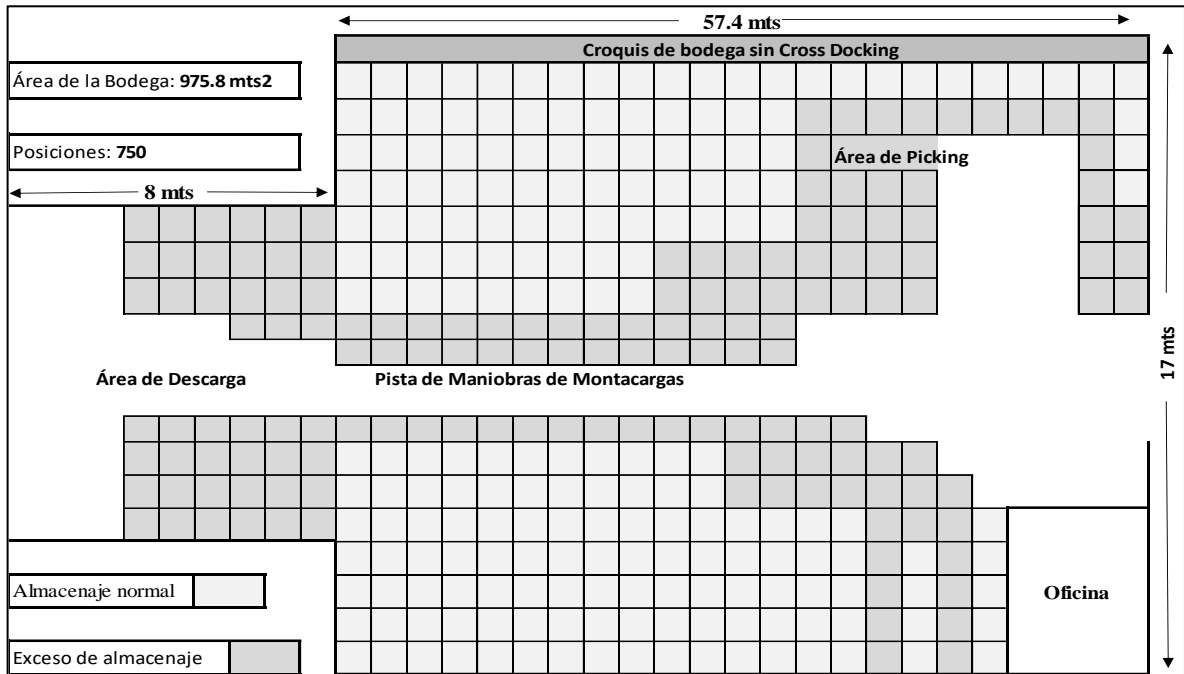 57.4 mts
Croquis de bodega sin Cross Docking
Área de la Bodega: 975.8 mts2
Posiciones: 750
Área de Picking
8 mts
17 mts
Área de Descarga
Pista de Maniobras de Montacargas
Almacenaje normal
Oficina
Exceso de almacenaje